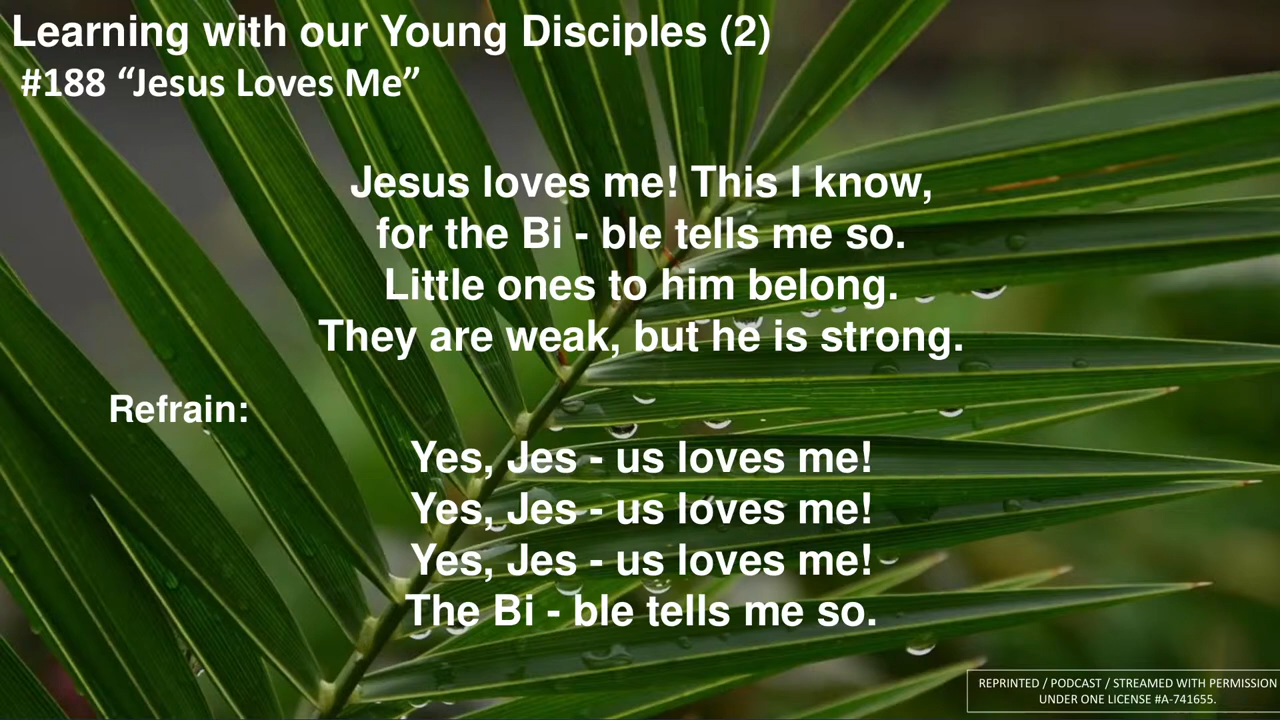 Learning with our Young Disciples (2)
#188 “Jesus Loves Me”
Jesus loves me! This I know,
for the Bi - ble tells me so.
Little ones to him belong.
They are weak, but he is strong.
Refrain:
Yes, Jes - us loves me!
Yes, Jes - us loves me!
Yes, Jes - us loves me!
The Bi - ble tells me so.
REPRINTED / PODCAST / STREAMED WITH PERMISSION
UNDER ONE LICENSE #A-741655.